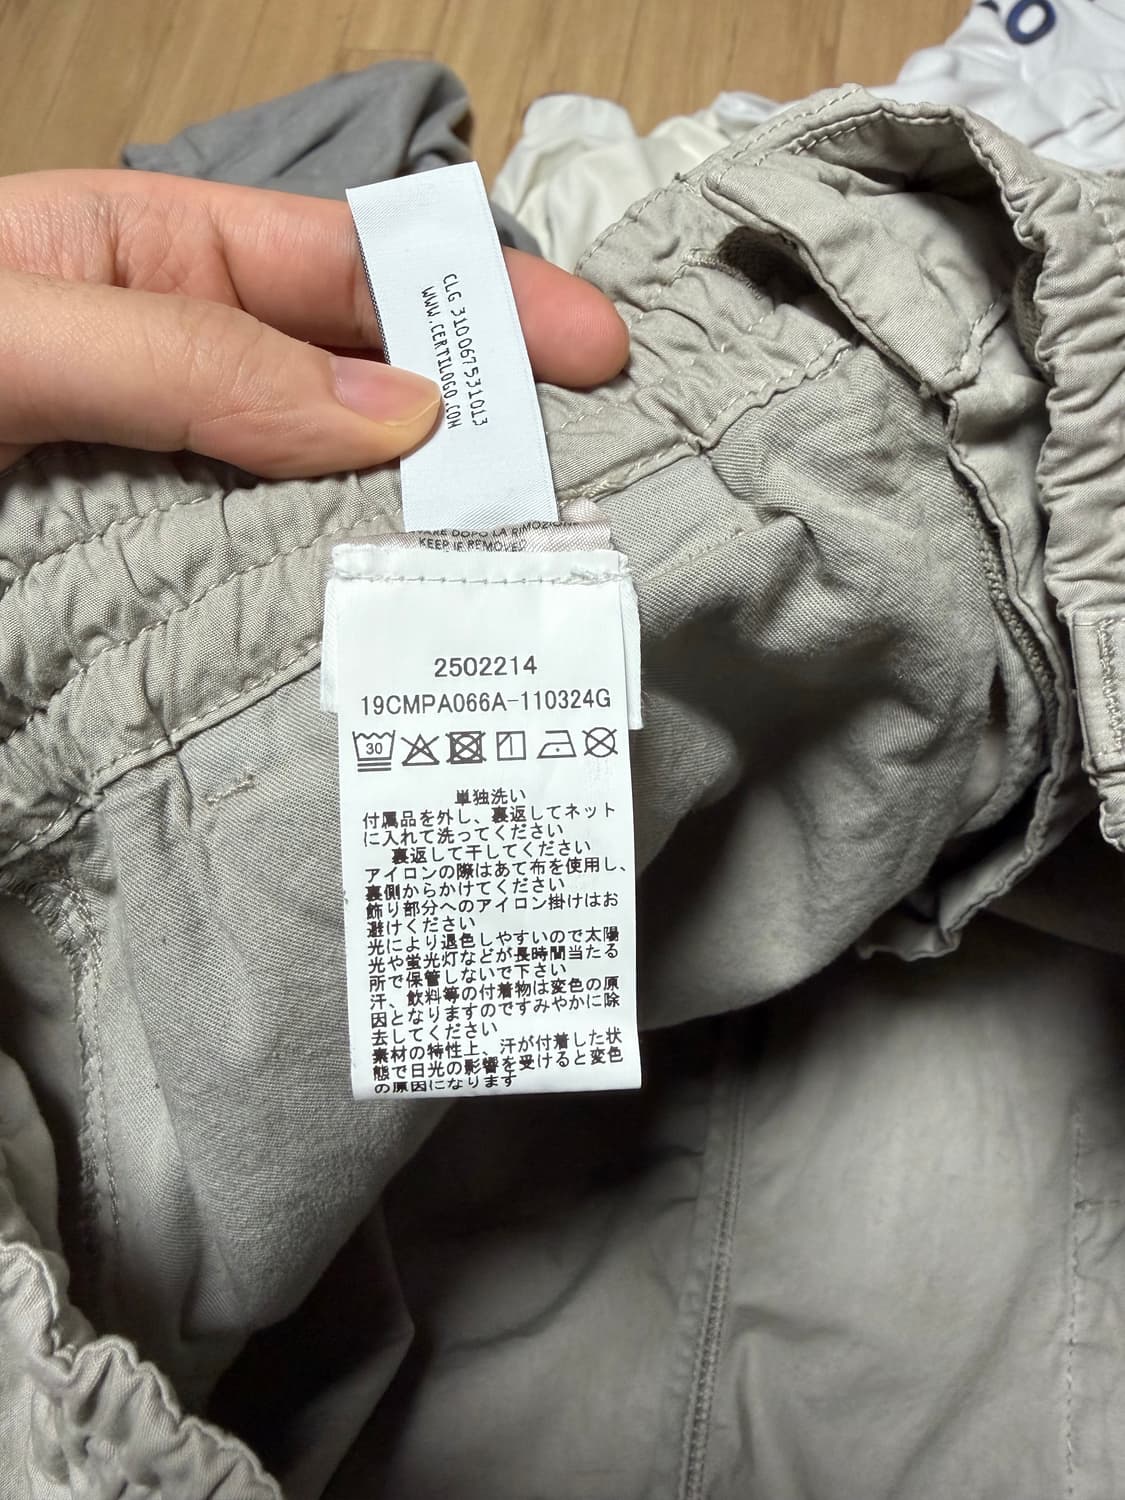 CLG 310067531013
WWW.CERTILOGO.COM
DOPO LA RIMOZIONE
KEEP IF REMOVED
2502214
19CMPA066A-110324G
30
単独洗い
付属品を外し、裏返してネット
に入れて洗ってください
裏返して干してください
アイロンの際はあて布を使用し、
裏側からかけてください
飾り部分へのアイロン掛けはお
避けください
光により退色しやすいので太陽
光や蛍光灯などが長時間当たる
所で保管しないで下さい
汗、飲料等の付着物は変色の原
因となりますのですみやかに除
去してください
素材の特性上、汗が付着した状
態で日光の影響を受けると変色
の原因になります